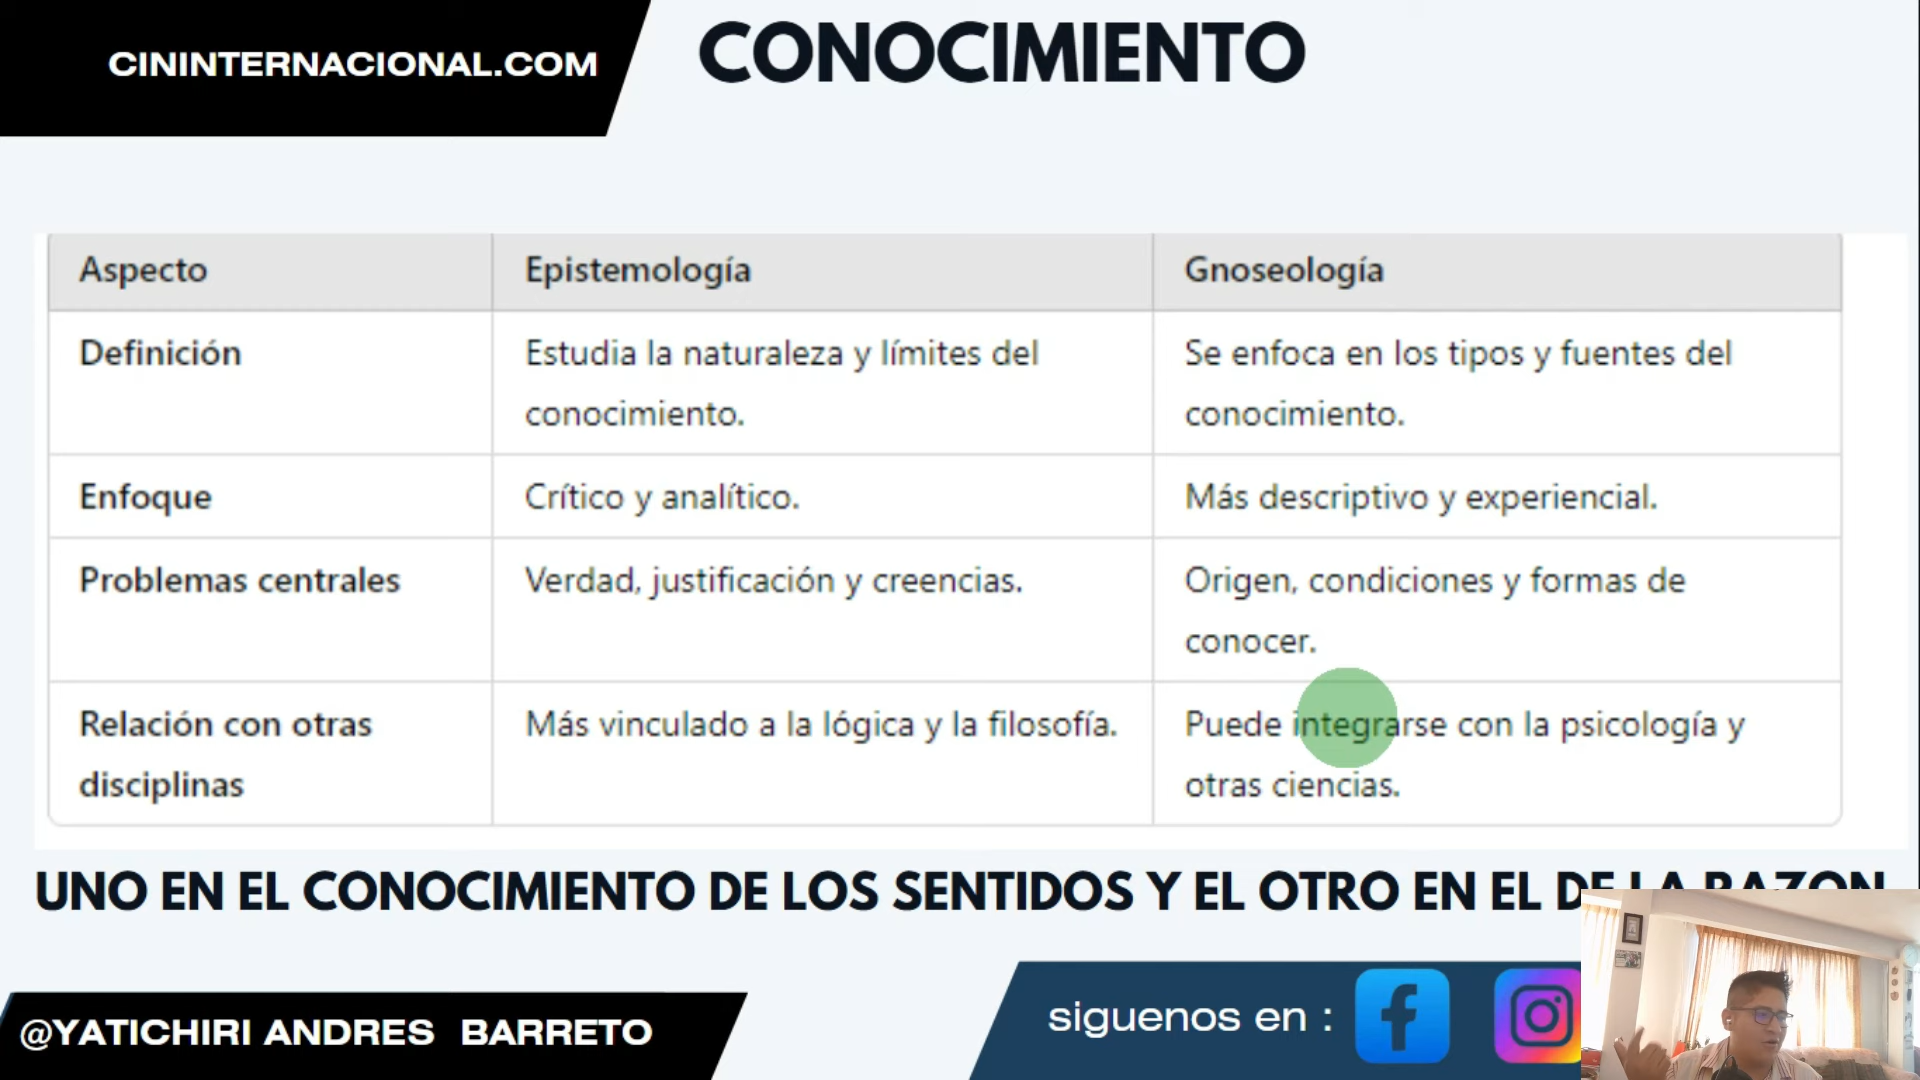 CININTERNACIONAL.COM
CONOCIMIENTO
Aspecto
Epistemología
Gnoseología
Definición
Estudia la naturaleza y límites del
conocimiento.
Se enfoca en los tipos y fuentes del
conocimiento.
Enfoque
Crítico y analítico.
Más descriptivo y experiencial.
Problemas centrales
Verdad, justificación y creencias.
Origen, condiciones y formas de
conocer.
Relación con otras
disciplinas
Más vinculado a la lógica y la filosofía.
Puede integrarse con la psicología y
otras ciencias.
UNO EN EL CONOCIMIENTO DE LOS SENTIDOS Y EL OTRO EN EL DE LA RAZON
@YATICHIRI ANDRES BARRETO
siguenos en :